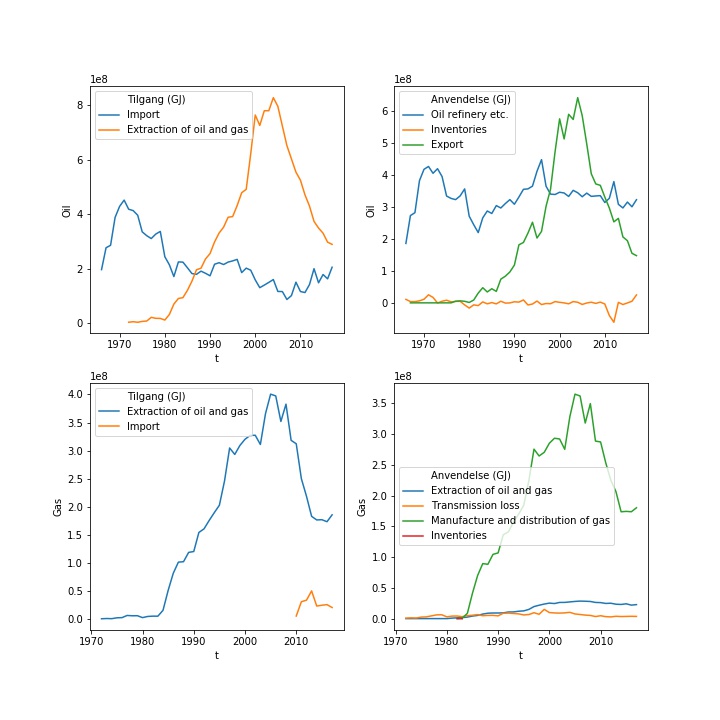 1e8
Tilgang (GJ)
Import
Extraction of oil and gas
Oil
8
6
4
2
0
1970 1980 1990 2000 2010
t
1e8
Anvendelse (GJ)
Oil refinery etc.
Inventories
Export
Oil
6
5
4
3
2
1
0
1970 1980 1990 2000 2010
t
1e8
Tilgang (GJ)
Extraction of oil and gas
Import
Gas
4.0
3.5
3.0
2.5
2.0
1.5
1.0
0.5
0.0
1970 1980 1990 2000 2010
t
1e8
Anvendelse (GJ)
Extraction of oil and gas
Transmission loss
Manufacture and distribution of gas
Inventories
Gas
3.5
3.0
2.5
2.0
1.5
1.0
0.5
0.0
1970 1980 1990 2000 2010
t